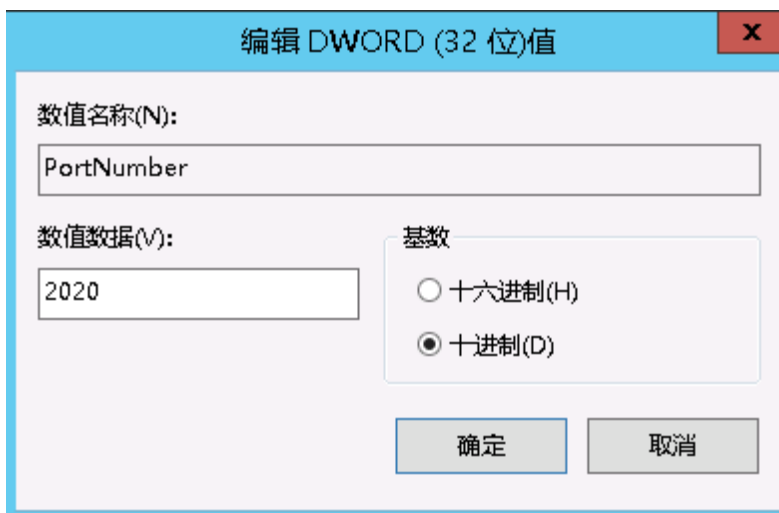 编辑 DWORD (32 位)值
x
数值名称(N):
PortNumber
数值数据(V):
2020
基数
十六进制(H)
十进制(D)
确定
取消